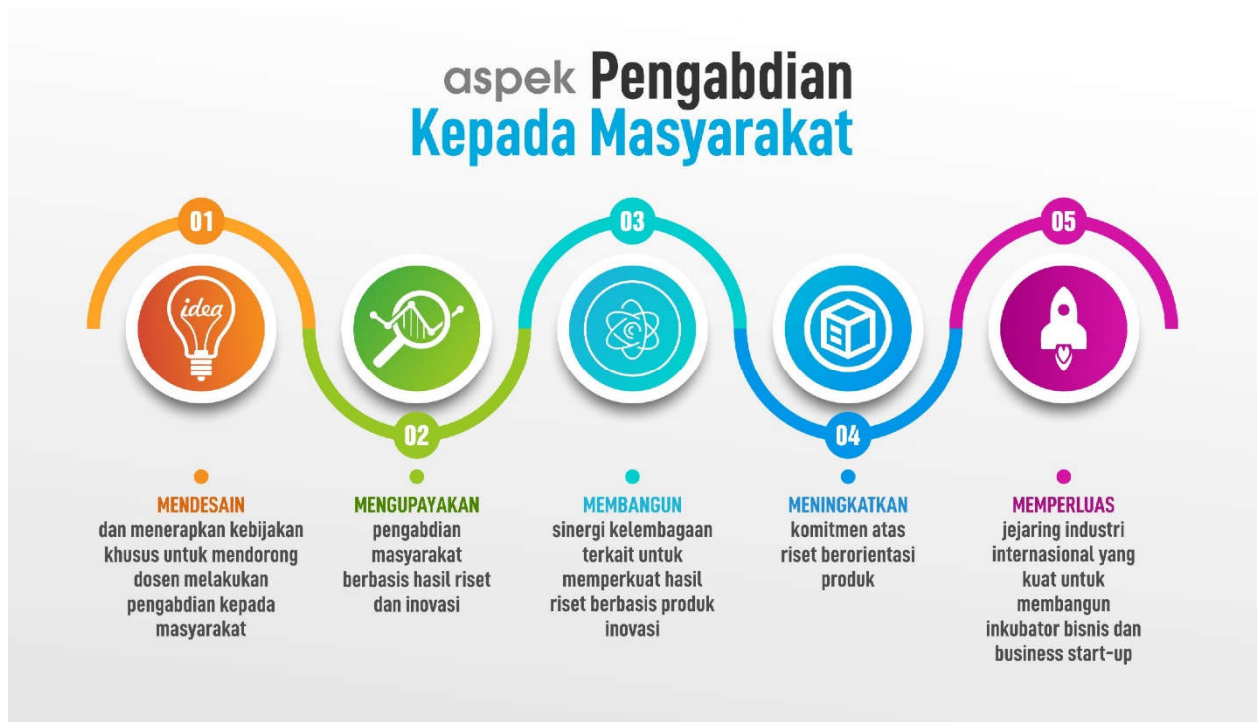 aspek Pengabdian
Kepada Masyarakat
01
idea
MENDESAIN
dan menerapkan kebijakan
khusus untuk mendorong
dosen melakukan
pengabdian kepada
masyarakat
02
MENGUPAYAKAN
pengabdian
masyarakat
berbasis hasil riset
dan inovasi
03
MEMBANGUN
sinergi kelembagaan
terkait untuk
memperkuat hasil
riset berbasis produk
inovasi
04
MENINGKATKAN
komitmen atas
riset berorientasi
produk
05
MEMPERLUAS
jejaring industri
internasional yang
kuat untuk
membangun
inkubator bisnis dan
business start-up